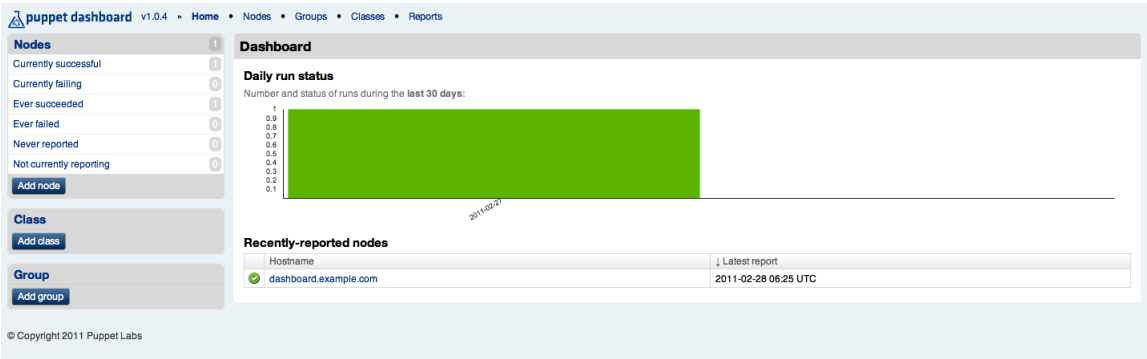 puppet dashboard v1.0.4 » Home • Nodes • Groups • Classes • Reports
Nodes 1
Currently successful 1
Currently failing 0
Ever succeeded 1
Ever failed 0
Never reported 0
Not currently reporting 0
Add node
Class
Add class
Group
Add group
Dashboard
Daily run status
Number and status of runs during the last 30 days:
1
0.9
0.8
0.7
0.6
0.5
0.4
0.3
0.2
0.1
2011-02-27
Recently-reported nodes
Hostname ↓ Latest report
dashboard.example.com 2011-02-28 06:25 UTC
© Copyright 2011 Puppet Labs